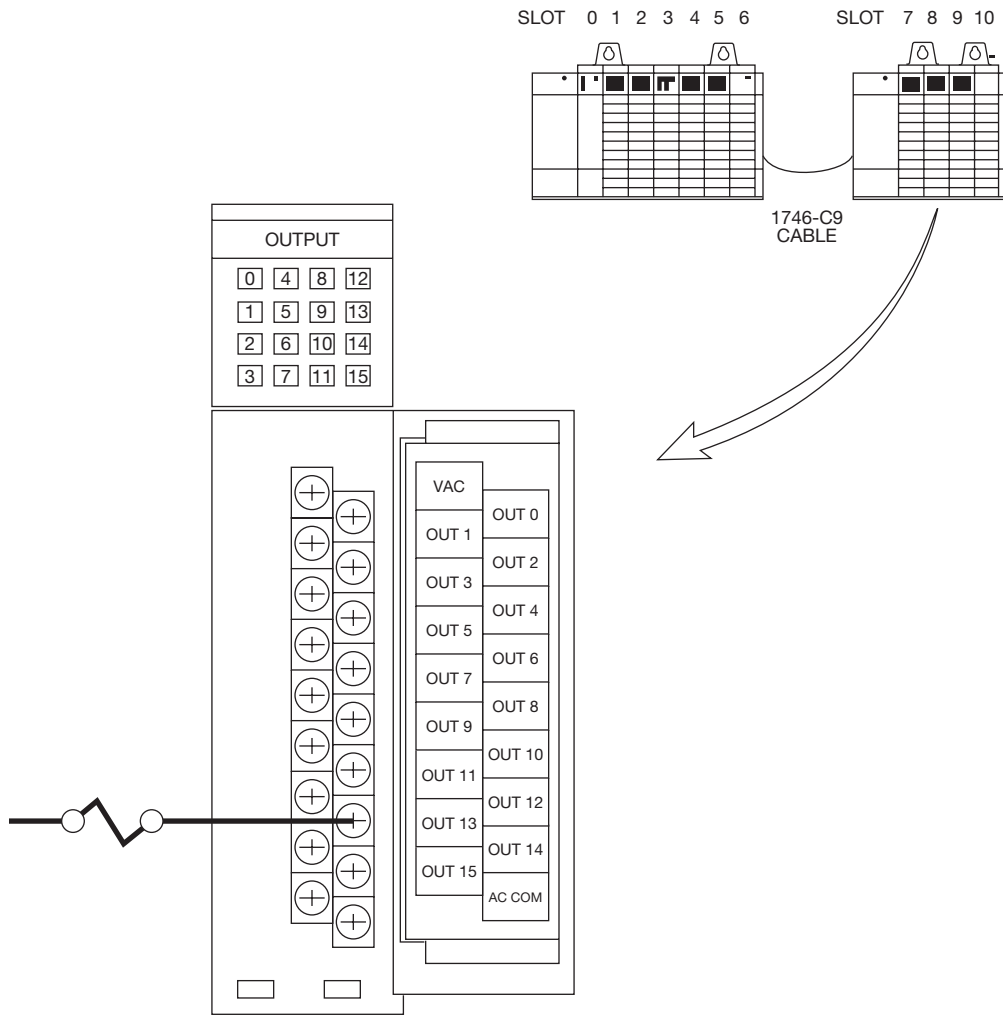 SLOT 0 1 2 3 4 5 6
SLOT 7 8 9 10
1746-C9
CABLE
OUTPUT
0 4 8 12
1 5 9 13
2 6 10 14
3 7 11 15
VAC
OUT 0
OUT 1
OUT 2
OUT 3
OUT 4
OUT 5
OUT 6
OUT 7
OUT 8
OUT 9
OUT 10
OUT 11
OUT 12
OUT 13
OUT 14
OUT 15
AC COM